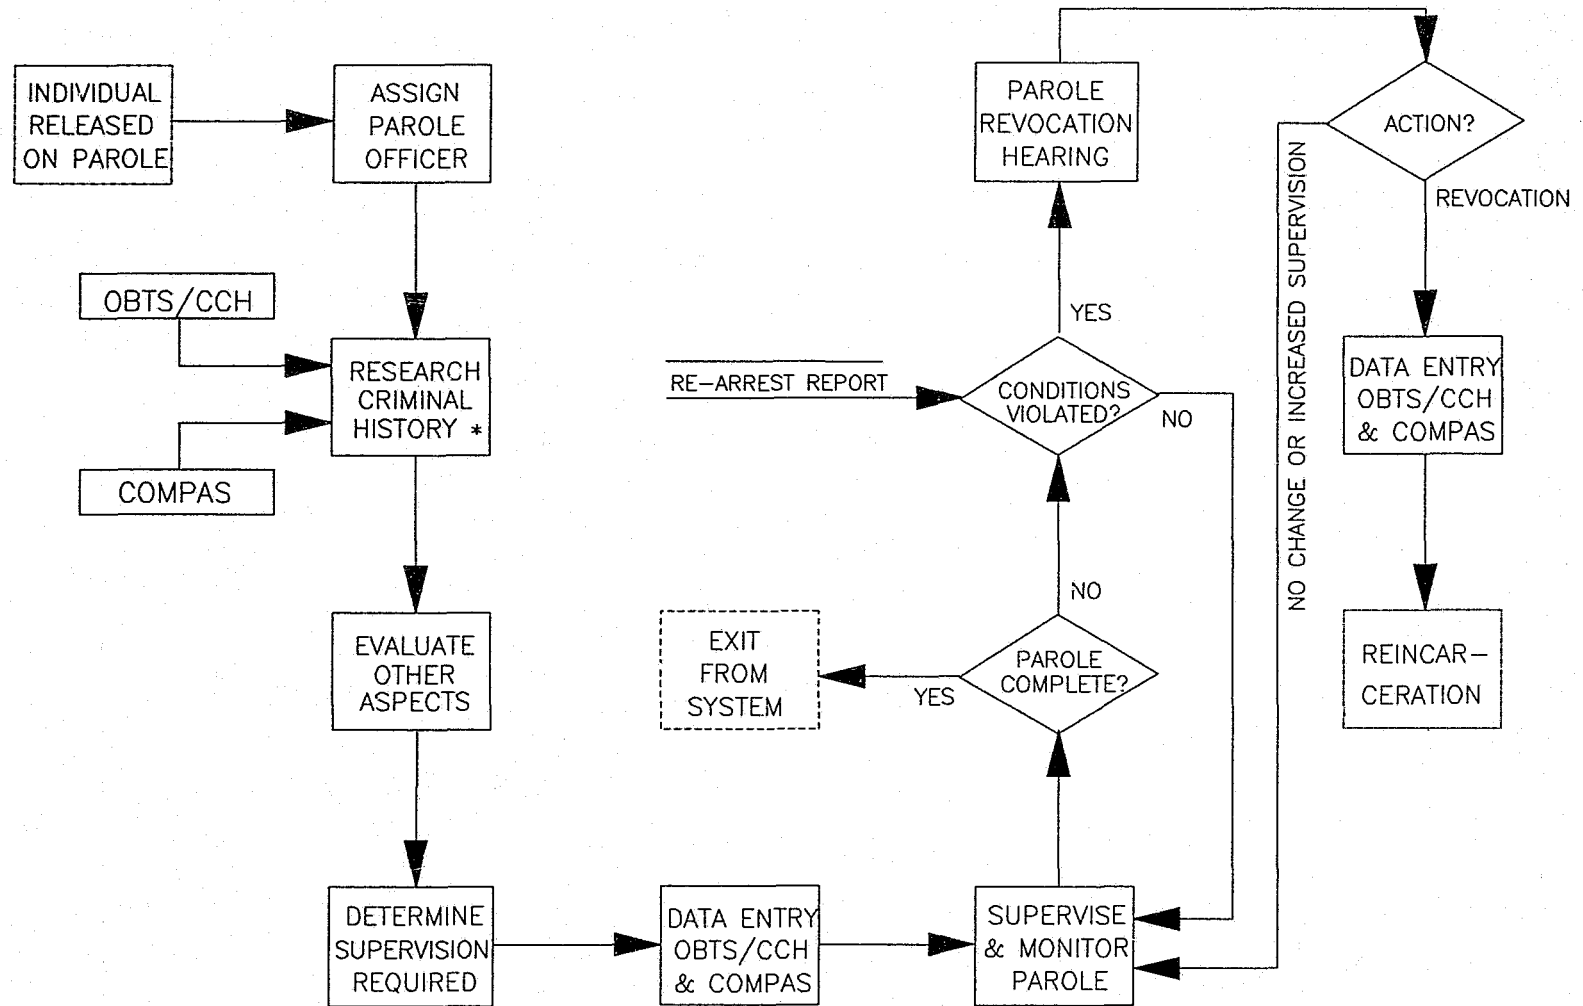 INDIVIDUAL
RELEASED
ON PAROLE
ASSIGN
PAROLE
OFFICER
OBTS/CCH
COMPAS
RESEARCH
CRIMINAL
HISTORY *
EVALUATE
OTHER
ASPECTS
DETERMINE
SUPERVISION
REQUIRED
DATA ENTRY
OBTS/CCH
& COMPAS
SUPERVISE
& MONITOR
PAROLE
PAROLE
COMPLETE?
YES
EXIT
FROM
SYSTEM
NO
RE-ARREST REPORT
CONDITIONS
VIOLATED?
NO
YES
PAROLE
REVOCATION
HEARING
ACTION?
NO CHANGE OR INCREASED SUPERVISION
REVOCATION
DATA ENTRY
OBTS/CCH
& COMPAS
REINCAR-
CERATION